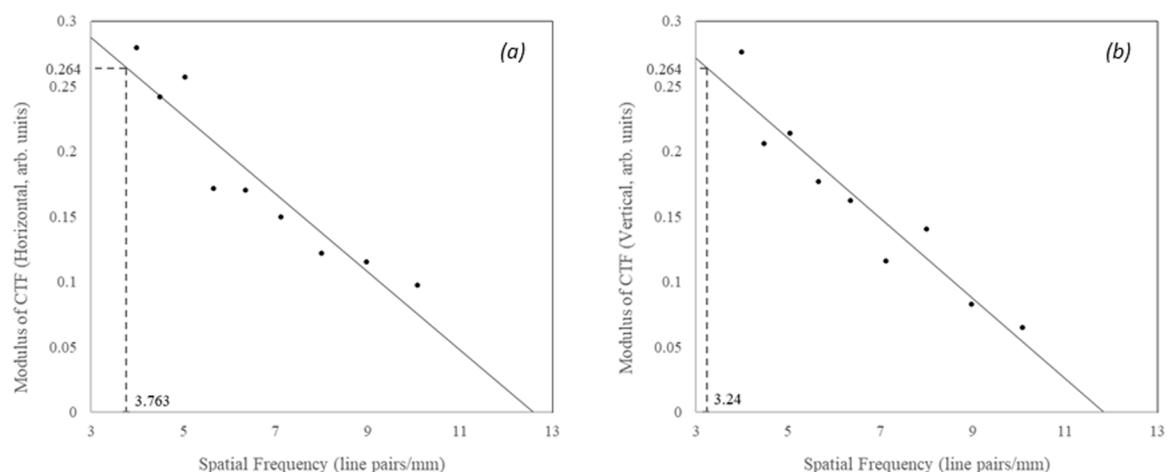 (a)
Modulus of CTF (Horizontal, arb. units)
0.3
0.264
0.25
0.2
0.15
0.1
0.05
0
3.763
3 5 7 9 11 13
Spatial Frequency (line pairs/mm)
(b)
Modulus of CTF (Vertical, arb. units)
0.3
0.264
0.25
0.2
0.15
0.1
0.05
0
3.24
3 5 7 9 11 13
Spatial Frequency (line pairs/mm)